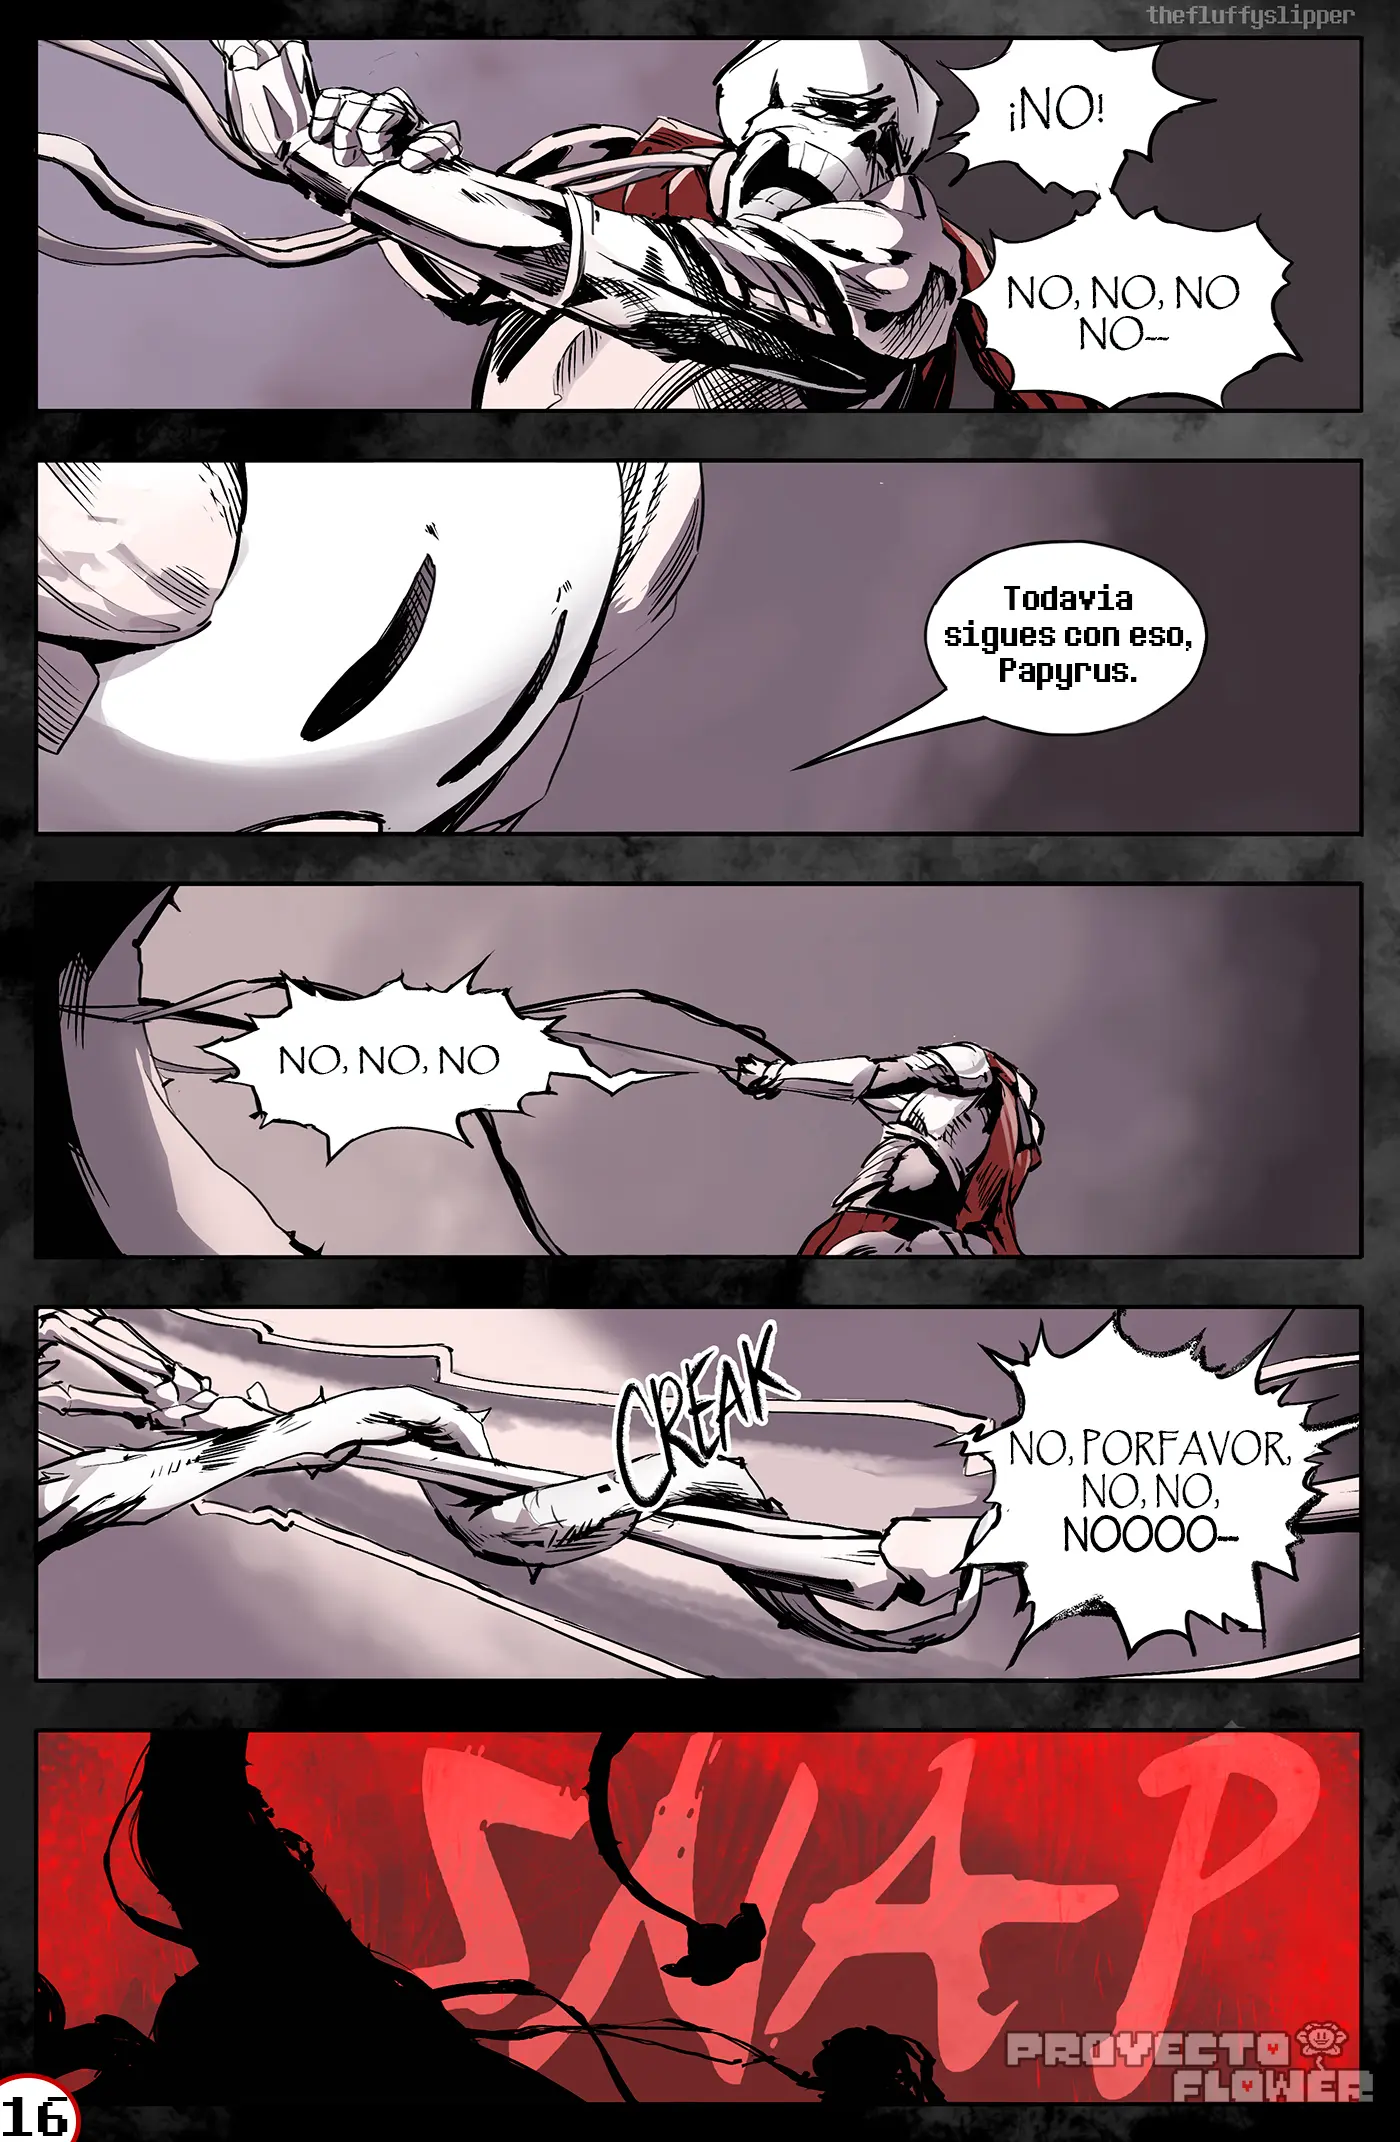 thefluffyslipper
¡NO!
NO, NO, NO
NO--
Todavia
sigues con eso,
Papyrus.
NO, NO, NO
CREAK
NO, PORFAVOR,
NO, NO,
NOOOO--
SNAP
PROYECTO
FLOWER
16